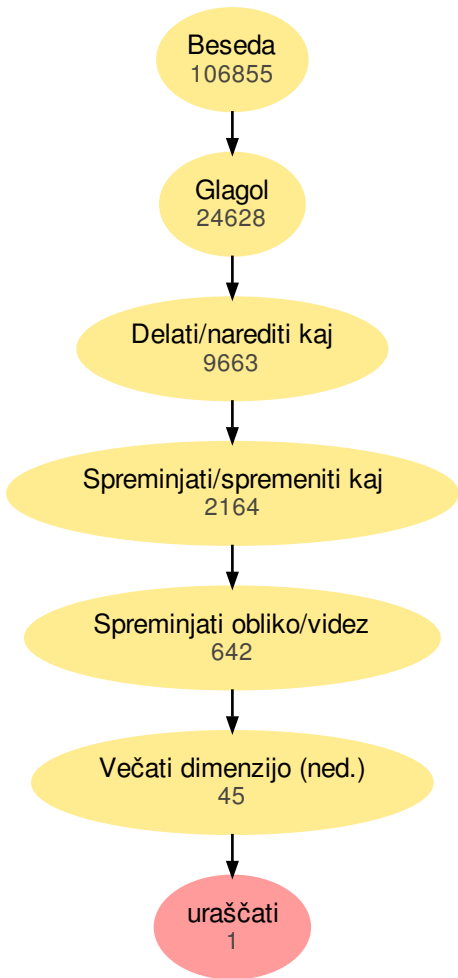 Beseda
106855
Glagol
24628
Delati/narediti kaj
9663
Spreminjati/spremeniti kaj
2164
Spreminjati obliko/videz
642
Večati dimenzijo (ned.)
45
uraščati
1